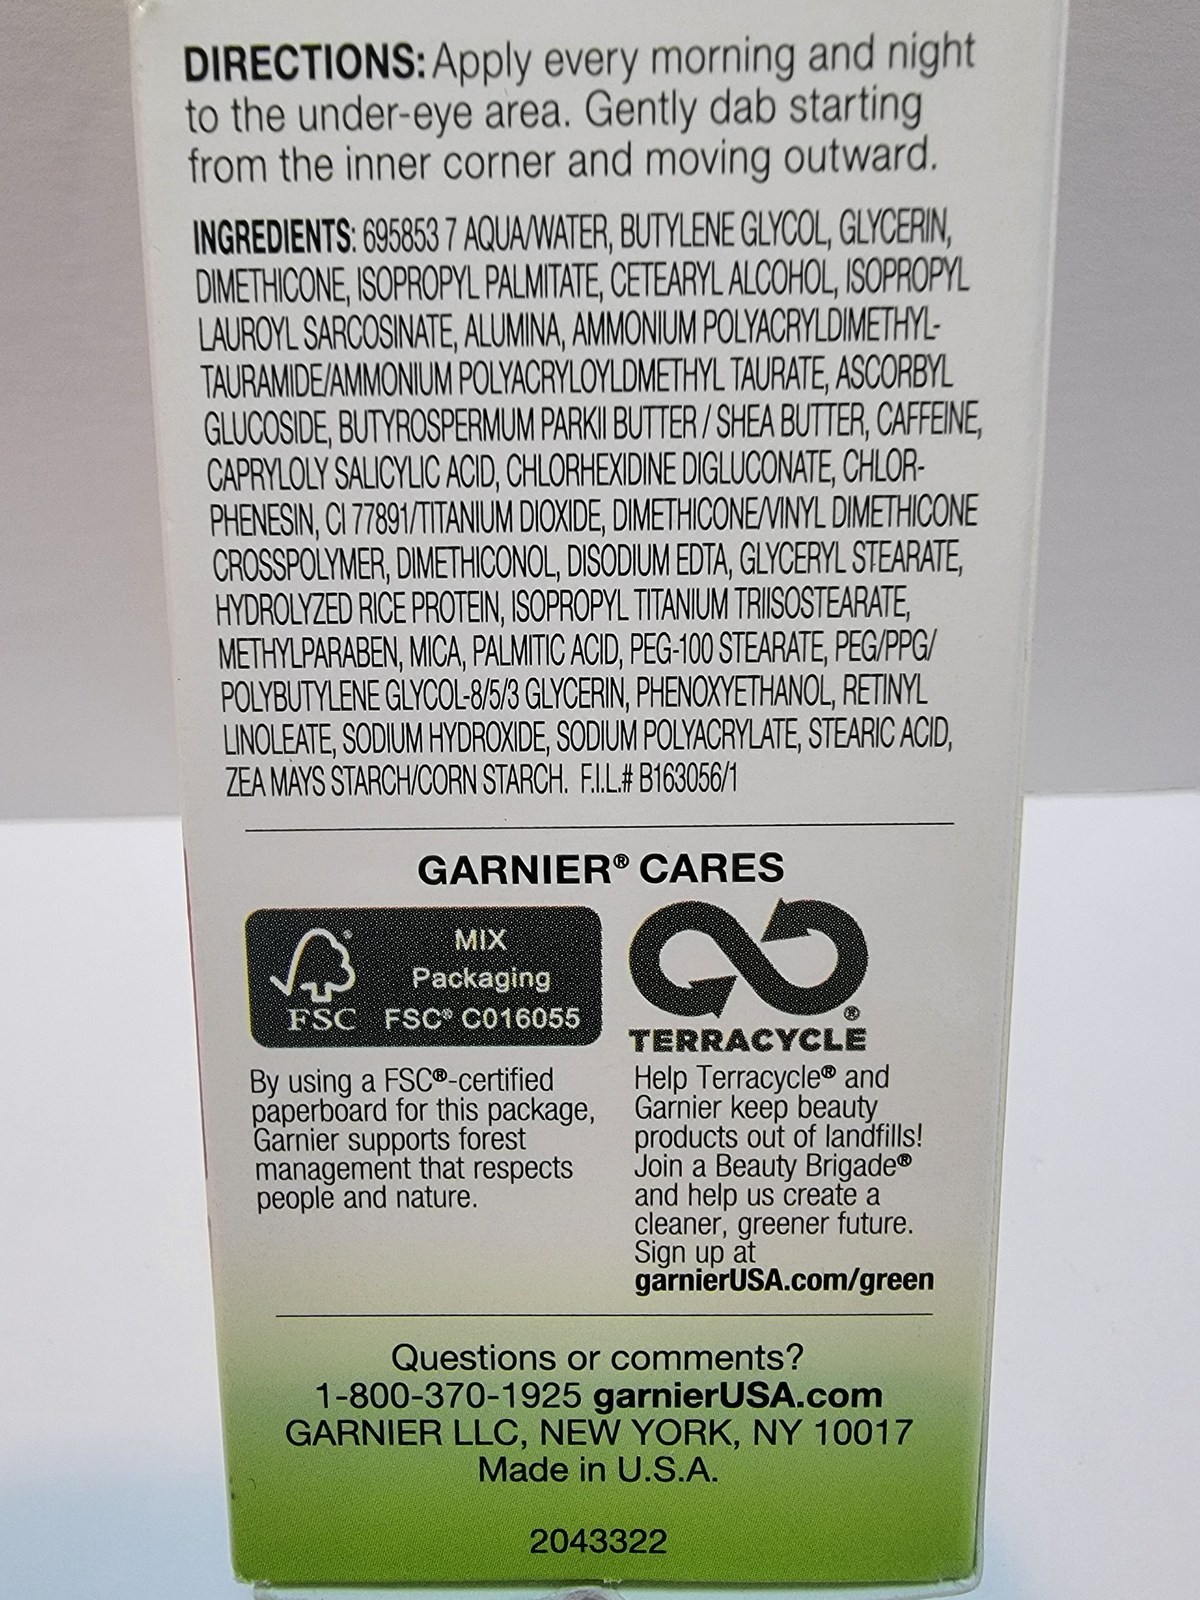 DIRECTIONS: Apply every morning and night
to the under-eye area. Gently dab starting
from the inner corner and moving outward.
INGREDIENTS: 695853 7 AQUA/WATER, BUTYLENE GLYCOL, GLYCERIN,
DIMETHICONE, ISOPROPYL PALMITATE, CETEARYL ALCOHOL, ISOPROPYL
LAUROYL SARCOSINATE, ALUMINA, AMMONIUM POLYACRYLDIMETHYL-
TAURAMIDE/AMMONIUM POLYACRYLOYLDMETHYL TAURATE, ASCORBYL
GLUCOSIDE, BUTYROSPERMUM PARKII BUTTER / SHEA BUTTER, CAFFEINE,
CAPRYLOLY SALICYLIC ACID, CHLORHEXIDINE DIGLUCONATE, CHLOR-
PHENESIN, CI 77891/TITANIUM DIOXIDE, DIMETHICONE/VINYL DIMETHICONE
CROSSPOLYMER, DIMETHICONOL, DISODIUM EDTA, GLYCERYL STEARATE,
HYDROLYZED RICE PROTEIN, ISOPROPYL TITANIUM TRIISOSTEARATE,
METHYLPARABEN, MICA, PALMITIC ACID, PEG-100 STEARATE, PEG/PPG/
POLYBUTYLENE GLYCOL-8/5/3 GLYCERIN, PHENOXYETHANOL, RETINYL
LINOLEATE, SODIUM HYDROXIDE, SODIUM POLYACRYLATE, STEARIC ACID,
ZEA MAYS STARCH/CORN STARCH. F.I.L.# B163056/1
GARNIER® CARES
MIX
Packaging
FSC FSC® C016055
By using a FSC®-certified
paperboard for this package,
Garnier supports forest
management that respects
people and nature.
TERRACYCLE®
Help Terracycle® and
Garnier keep beauty
products out of landfills!
Join a Beauty Brigade®
and help us create a
cleaner, greener future.
Sign up at
garnierUSA.com/green
Questions or comments?
1-800-370-1925 garnierUSA.com
GARNIER LLC, NEW YORK, NY 10017
Made in U.S.A.
2043322